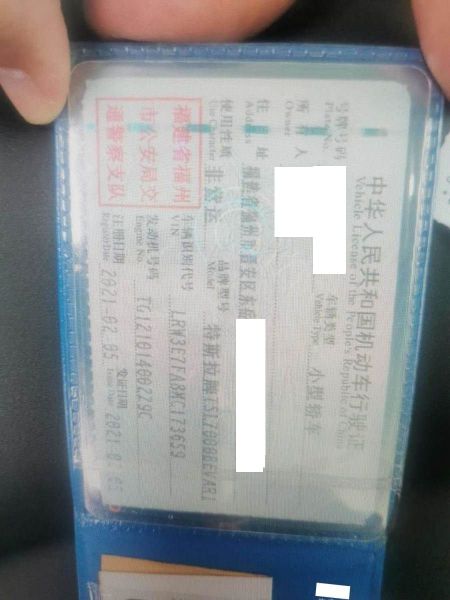 中华人民共和国机动车行驶证
Vehicle License of the People's Republic of China
号牌号码 Plate No.
车辆类型 Vehicle Type 小型轿车
所有人 Owner
住址 Address 福建省福州市晋安区东
使用性质 Use Character 非营运
品牌型号 Model 特斯拉牌
福建省福州
市公安局交
通警察支队
车辆识别代号 VIN LRW3E7FA8MC173659
发动机号码 Engine No. TG121014002Z9C
注册日期 Register Date 2021-02-05
发证日期 Issue Date 2021-02-05